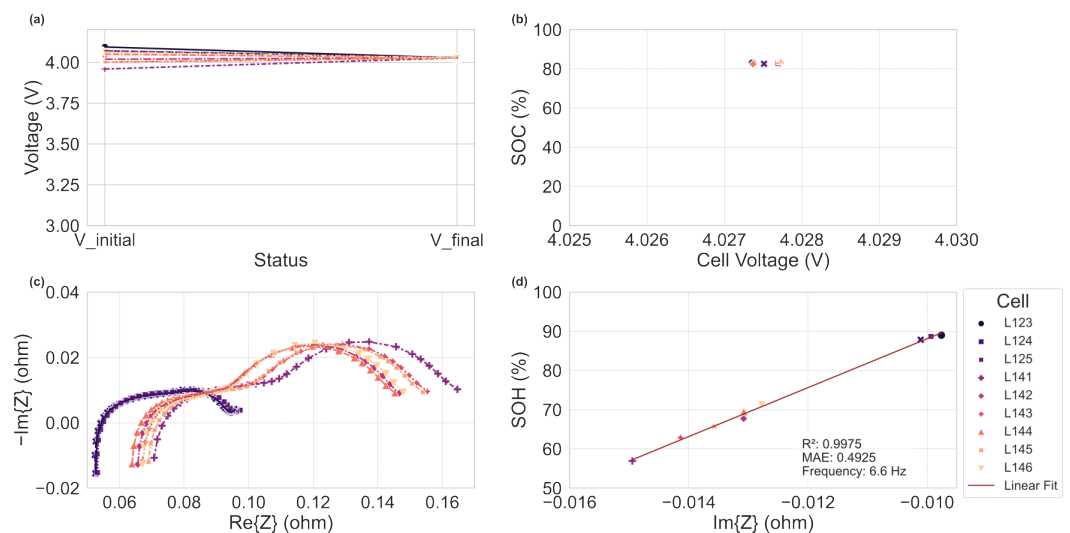 (a)
4.00
3.75
3.50
3.25
3.00
Voltage (V)
V_initial
V_final
Status
(b)
100
80
60
40
20
0
SOC (%)
4.025
4.026
4.027
4.028
4.029
4.030
Cell Voltage (V)
(c)
0.04
0.02
0.00
−0.02
−Im{Z} (ohm)
0.06
0.08
0.10
0.12
0.14
0.16
Re{Z} (ohm)
(d)
100
90
80
70
60
50
SOH (%)
R²: 0.9975
MAE: 0.4925
Frequency: 6.6 Hz
−0.016
−0.014
−0.012
−0.010
Im{Z} (ohm)
Cell
L123
L124
L125
L141
L142
L143
L144
L145
L146
Linear Fit